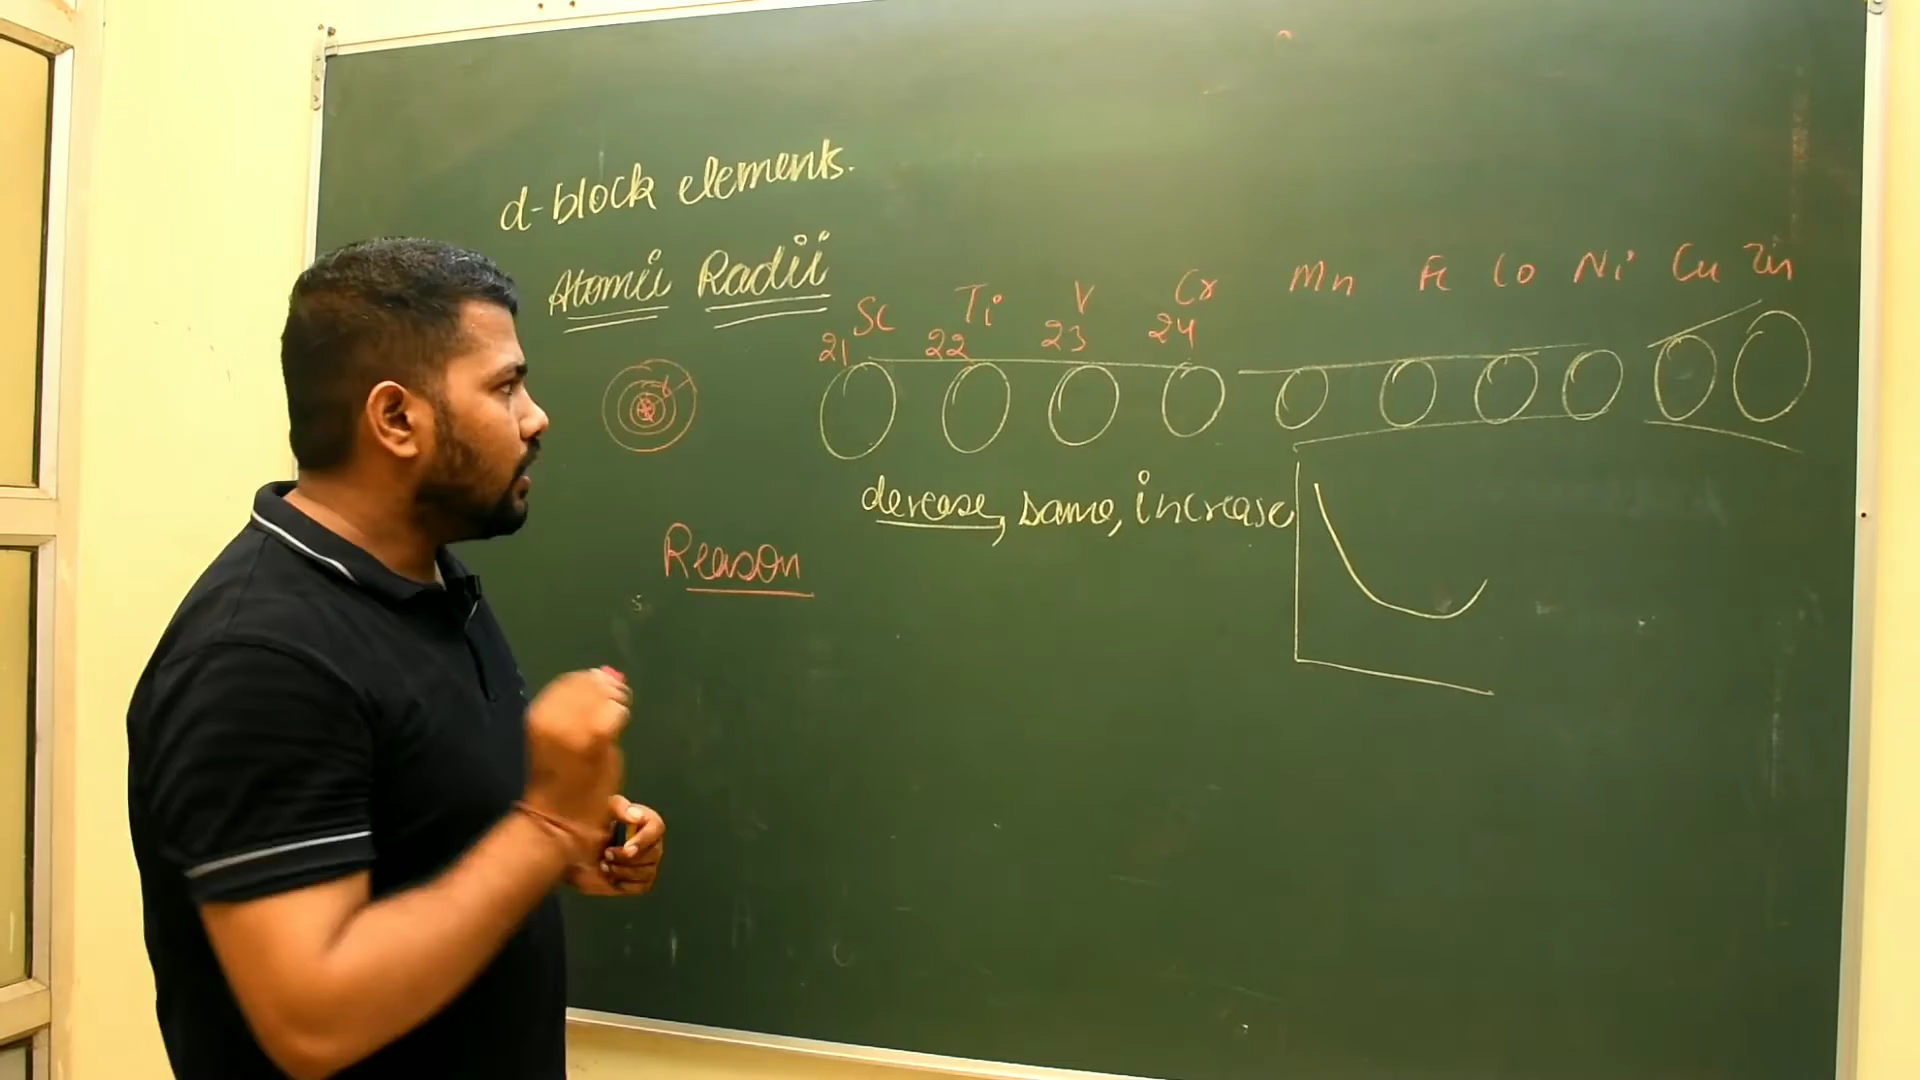 d-block elements.
Atomic Radii
Sc Ti V Cr Mn Fe Co Ni Cu Zn
21 22 23 24
decrease, same, increase
Reason